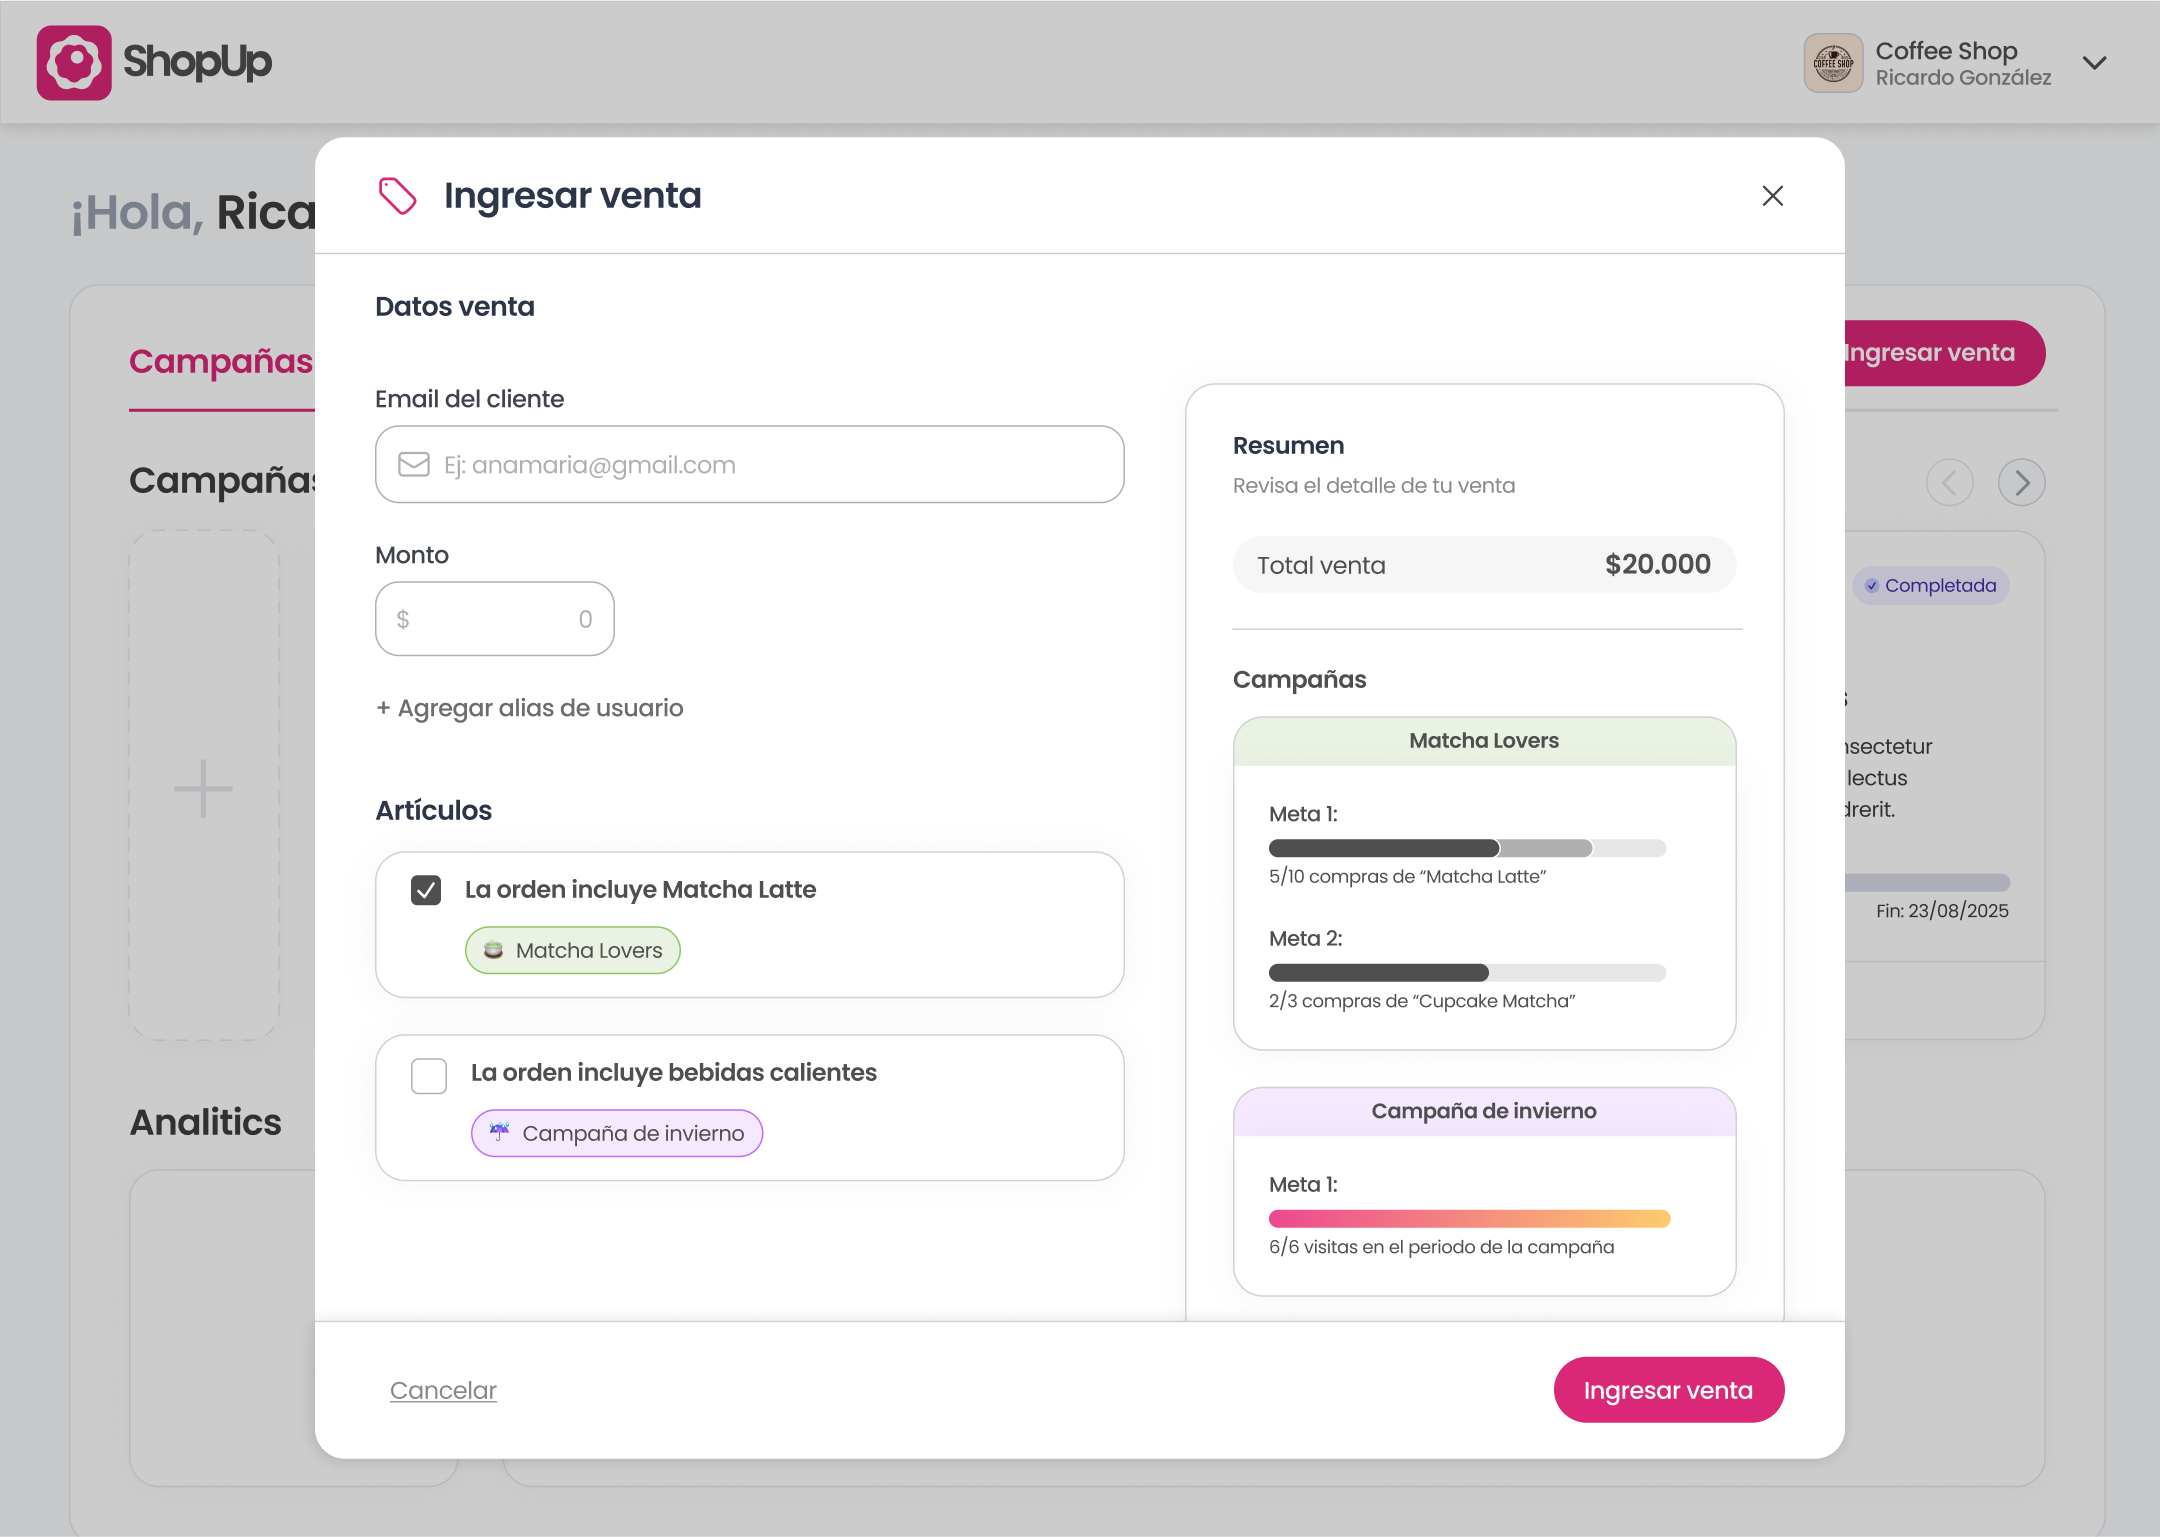 ShopUp
Coffee Shop
Ricardo González
COFFEE SHOP
¡Hola, Rica
Ingresar venta
Campañas
Ingresar venta
Campañas
Completada
nsectetur
lectus
drerit.
Fin: 23/08/2025
Analitics
Datos venta
Email del cliente
Ej: anamaria@gmail.com
Monto
$ 0
+ Agregar alias de usuario
Artículos
La orden incluye Matcha Latte
Matcha Lovers
La orden incluye bebidas calientes
Campaña de invierno
Resumen
Revisa el detalle de tu venta
Total venta $20.000
Campañas
Matcha Lovers
Meta 1:
5/10 compras de “Matcha Latte”
Meta 2:
2/3 compras de “Cupcake Matcha”
Campaña de invierno
Meta 1:
6/6 visitas en el periodo de la campaña
Cancelar
Ingresar venta